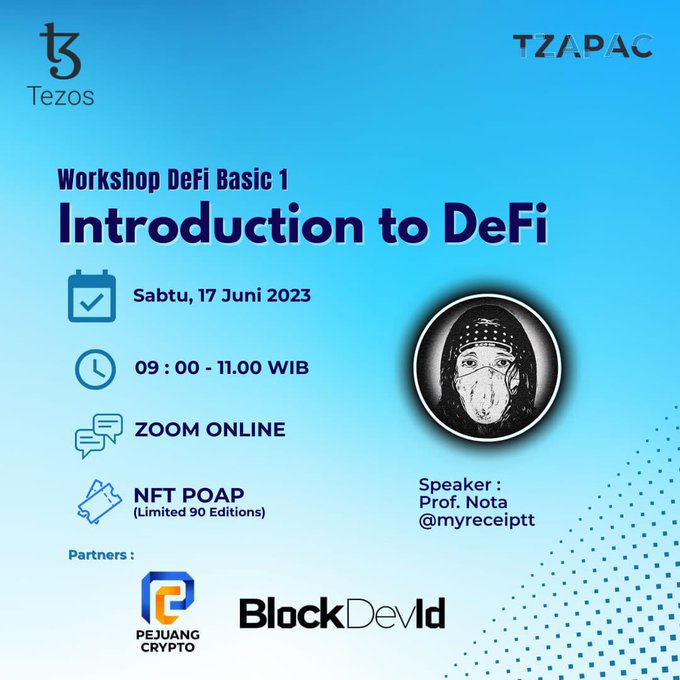 Tezos
TZAPAC
Workshop DeFi Basic 1
Introduction to DeFi
Sabtu, 17 Juni 2023
09 : 00 - 11.00 WIB
ZOOM ONLINE
NFT POAP
(Limited 90 Editions)
Speaker :
Prof. Nota
@myreceiptt
Partners :
PEJUANG
CRYPTO
BlockDevId